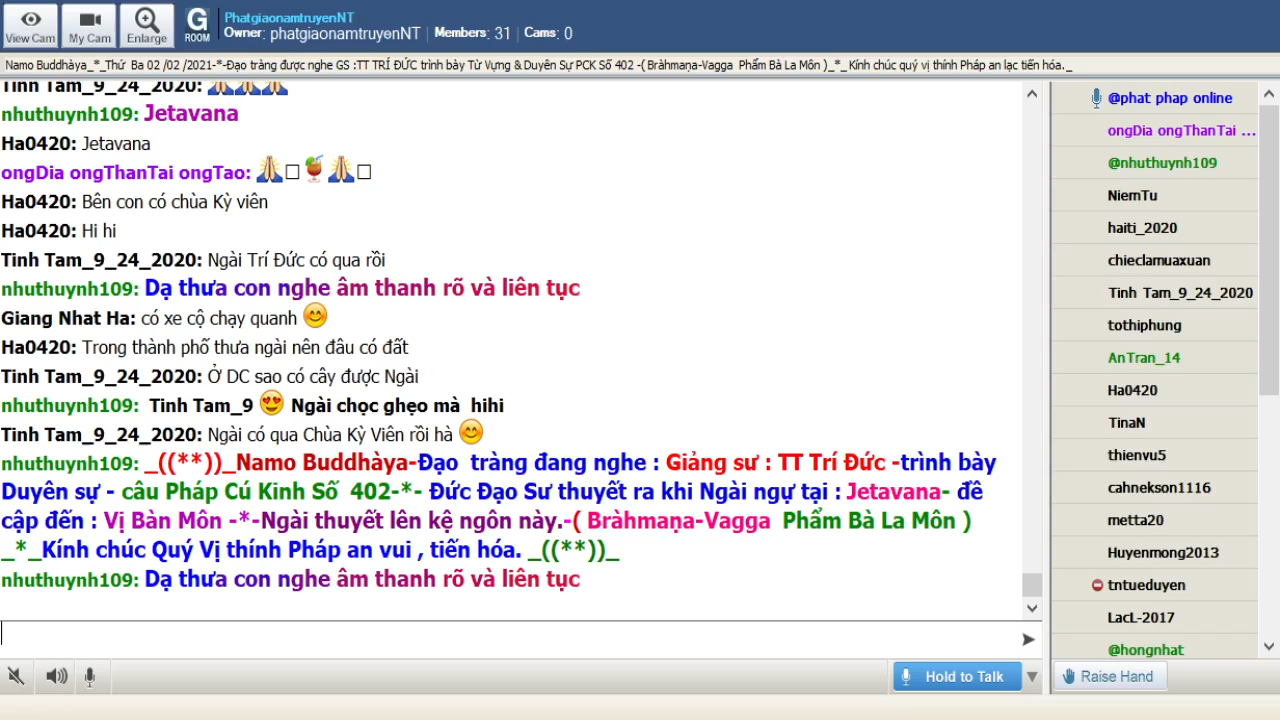 View Cam
My Cam
Enlarge
G
ROOM
PhatgiaonamtruyenNT
Owner: phatgiaonamtruyenNT | Members: 31 | Cams: 0
Namo Buddhàya_*_Thứ Ba 02 /02 /2021-*-Đạo tràng được nghe GS :TT TRÍ ĐỨC trình bày Từ Vựng & Duyên Sự PCK Số 402 -( Bràhmaṇa-Vagga Phẩm Bà La Môn )_*_Kính chúc quý vị thính Pháp an lạc tiến hóa._
Tinh Tam_9_24_2020:
nhuthuynh109: Jetavana
Ha0420: Jetavana
ongDia ongThanTai ongTao:
Ha0420: Bên con có chùa Kỳ viên
Ha0420: Hi hi
Tinh Tam_9_24_2020: Ngài Trí Đức có qua rồi
nhuthuynh109: Dạ thưa con nghe âm thanh rõ và liên tục
Giang Nhat Ha: có xe cộ chạy quanh
Ha0420: Trong thành phố thưa ngài nên đâu có đất
Tinh Tam_9_24_2020: Ở DC sao có cây được Ngài
nhuthuynh109: Tinh Tam_9 Ngài chọc ghẹo mà hihi
Tinh Tam_9_24_2020: Ngài có qua Chùa Kỳ Viên rồi hà
nhuthuynh109: _((**))_Namo Buddhàya-Đạo tràng đang nghe : Giảng sư : TT Trí Đức -trình bày
Duyên sự - câu Pháp Cú Kinh Số 402-*- Đức Đạo Sư thuyết ra khi Ngài ngự tại : Jetavana- đề
cập đến : Vị Bàn Môn -*-Ngài thuyết lên kệ ngôn này.-( Bràhmaṇa-Vagga Phẩm Bà La Môn )
_*_Kính chúc Quý Vị thính Pháp an vui , tiến hóa. _((**))_
nhuthuynh109: Dạ thưa con nghe âm thanh rõ và liên tục
Hold to Talk
@phat phap online
ongDia ongThanTai ...
@nhuthuynh109
NiemTu
haiti_2020
chieclamuaxuan
Tinh Tam_9_24_2020
tothiphung
AnTran_14
Ha0420
TinaN
thienvu5
cahnekson1116
metta20
Huyenmong2013
tntueduyen
LacL-2017
@hongnhat
Raise Hand